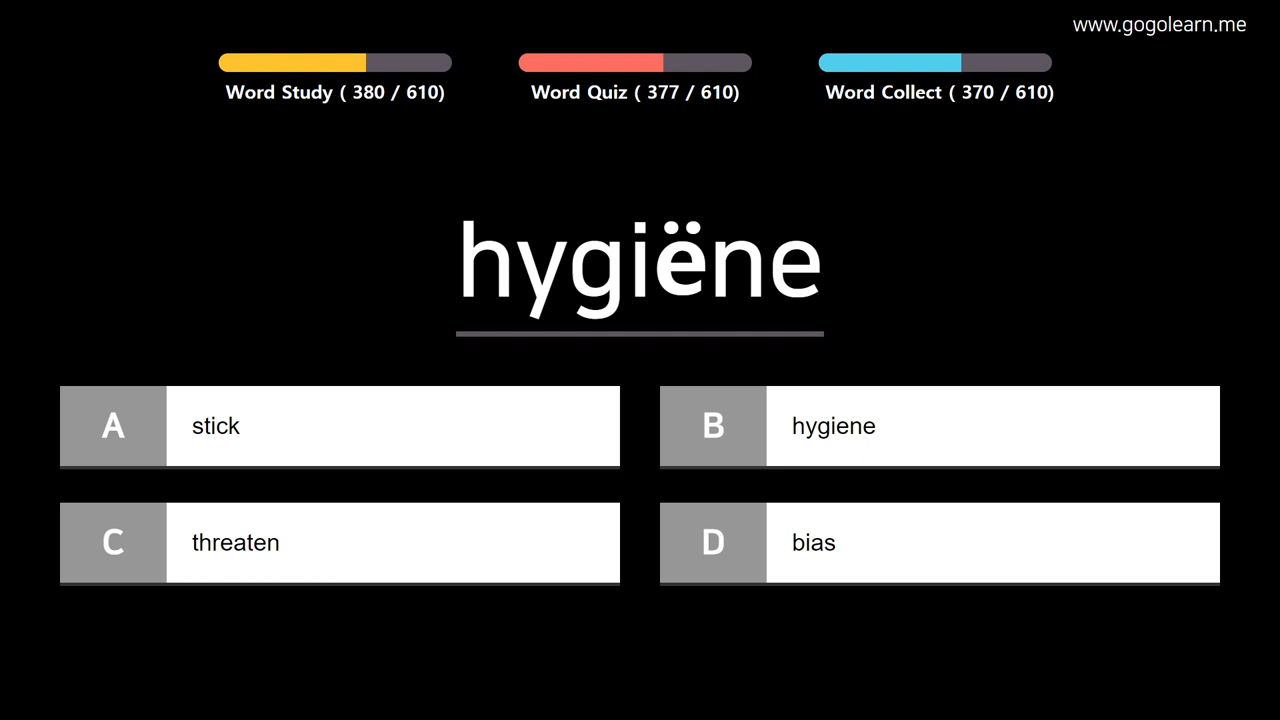 www.gogolearn.me
Word Study ( 380 / 610)
Word Quiz ( 377 / 610)
Word Collect ( 370 / 610)
hygiëne
A stick
B hygiene
C threaten
D bias